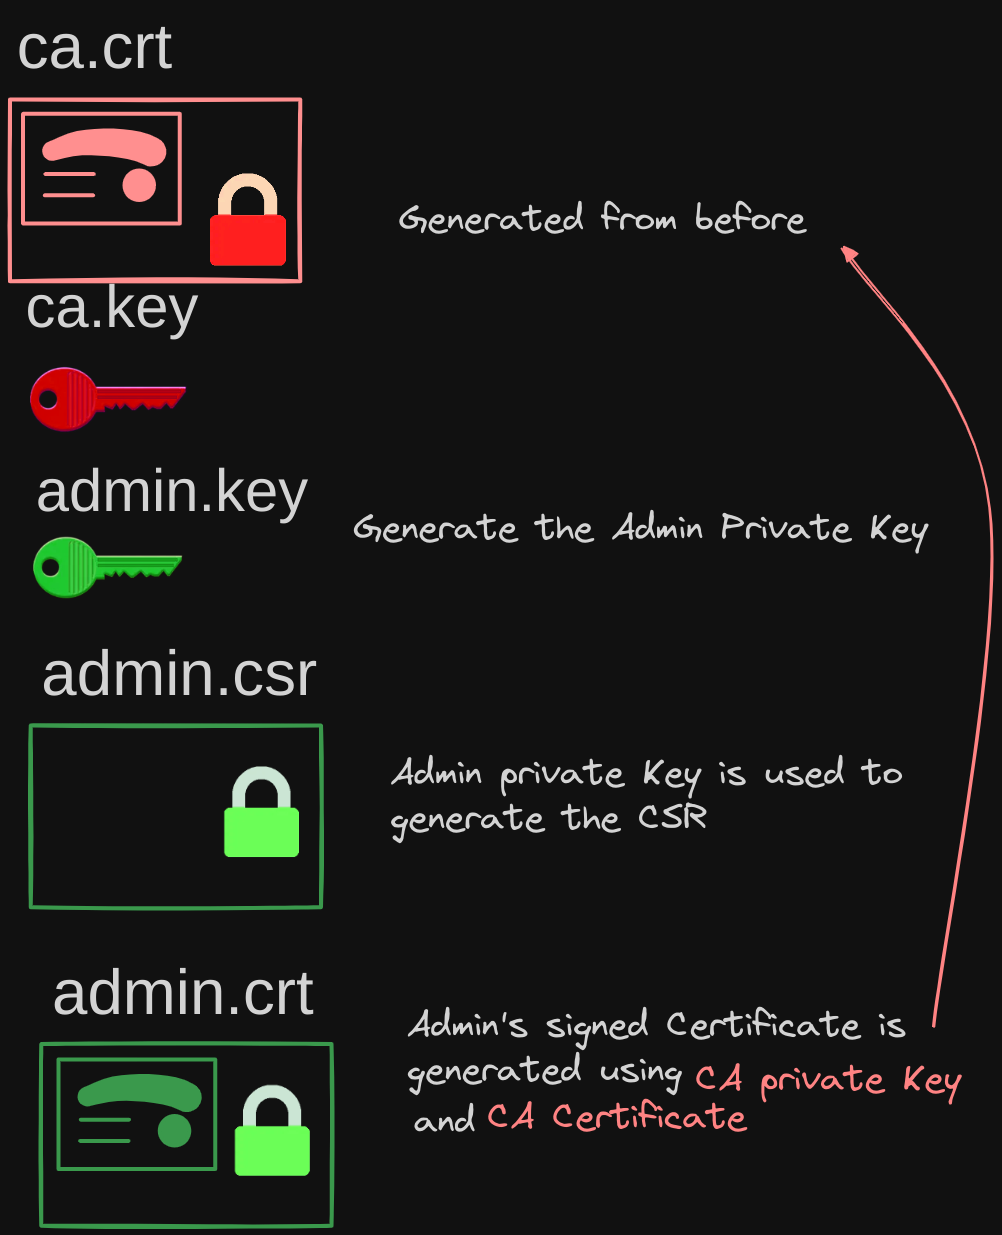 ca.crt
Generated from before
ca.key
admin.key
Generate the Admin Private Key
admin.csr
Admin private Key is used to
generate the CSR
admin.crt
Admin's signed Certificate is
generated using CA private Key
and CA Certificate